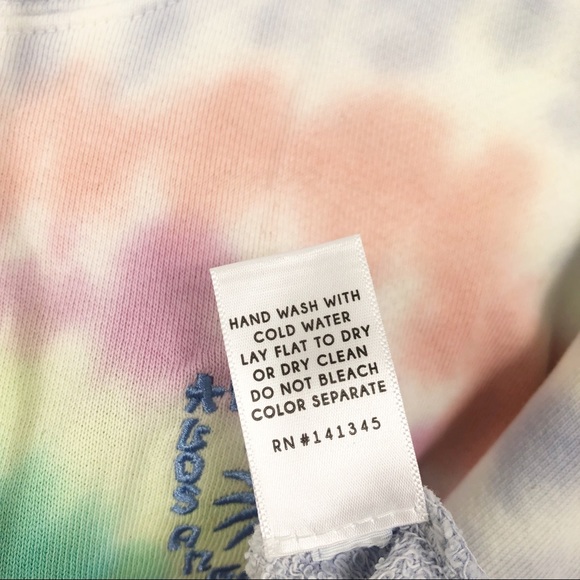 HAND WASH WITH
COLD WATER
LAY FLAT TO DRY
OR DRY CLEAN
DO NOT BLEACH
COLOR SEPARATE
RN #141345
LOS